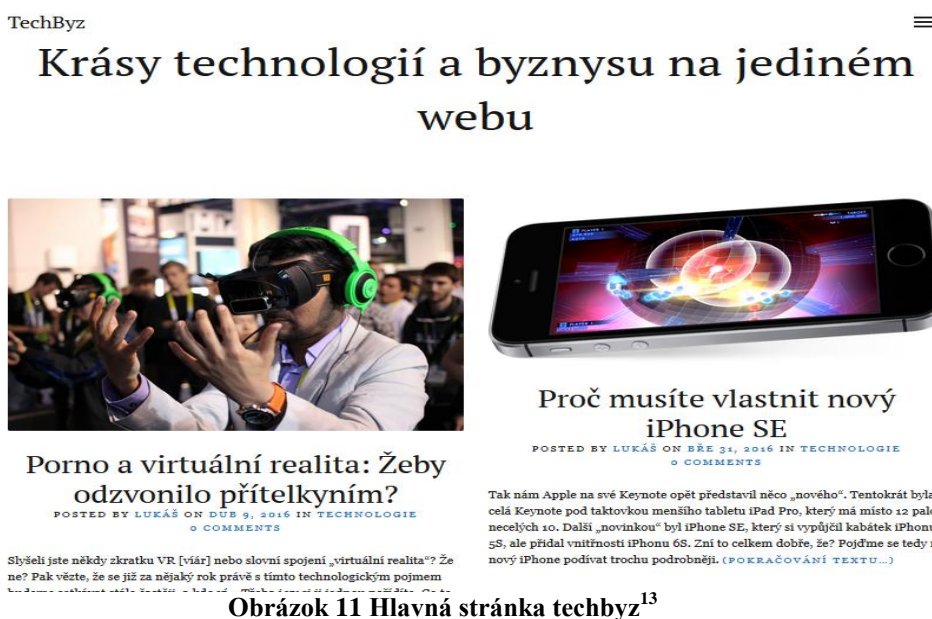 TechByz
Krásy technologií a byznysu na jediném
webu
Porno a virtuální realita: Žeby
odzvonilo přítelkyním?
POSTED BY LUKÁŠ ON DUB 9, 2016 IN TECHNOLOGIE
0 COMMENTS
Slyšeli jste někdy zkratku VR [víár] nebo slovní spojení „virtuální realita“? Že
ne? Pak vězte, že se již za nějaký rok právě s tímto technologickým pojmem
Proč musíte vlastnit nový
iPhone SE
POSTED BY LUKÁŠ ON BŘE 31, 2016 IN TECHNOLOGIE
0 COMMENTS
Tak nám Apple na své Keynote opět představil něco „nového“. Tentokrát byla
celá Keynote pod taktovkou menšího tabletu iPad Pro, který má místo 12 palc
necelých 10. Další „novinkou“ byl iPhone SE, který si vypůjčil kabátek iPhonu
5S, ale přidal vnitřnosti iPhonu 6S. Zní to celkem dobře, že? Pojďme se tedy n
nový iPhone podívat trochu podrobněji. (POKRAČOVÁNÍ TEXTU...)
Obrázok 11 Hlavná stránka techbyz13